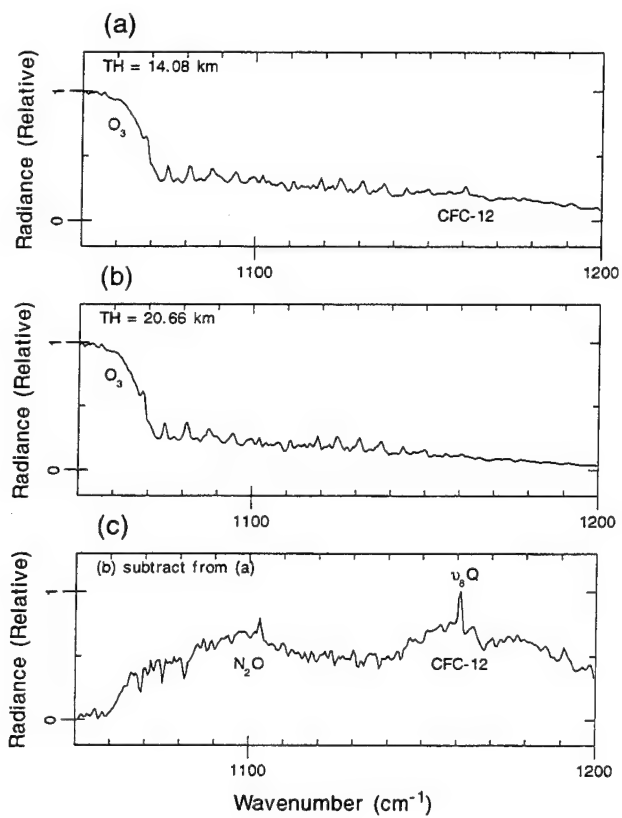 (a)
TH = 14.08 km
1
O₃
0
Radiance (Relative)
CFC-12
1100
1200
(b)
TH = 20.66 km
1
O₃
0
Radiance (Relative)
1100
1200
(c)
(b) subtract from (a)
ν₈Q
1
N₂O
CFC-12
0
Radiance (Relative)
1100
1200
Wavenumber (cm⁻¹)